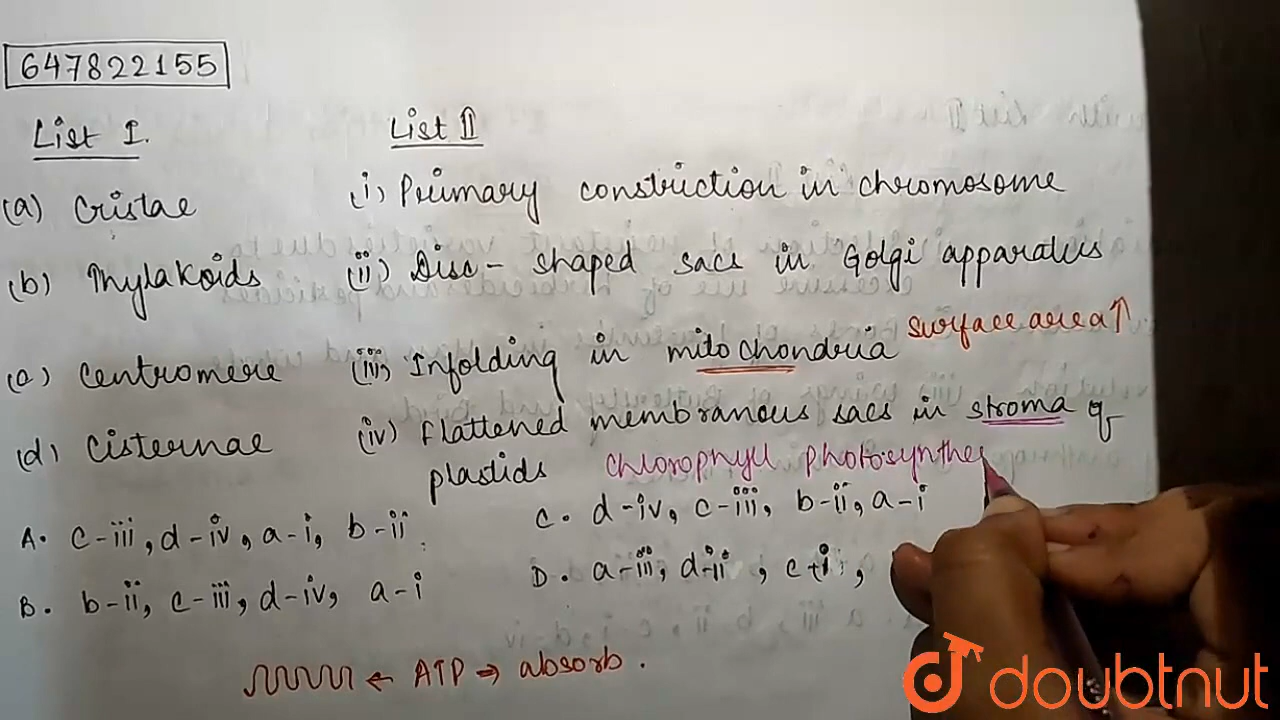 647822155
List I. List II
(a) Cristae (i) Primary constriction in chromosome
(b) Thylakoids (ii) Disc-shaped sacs in Golgi apparatus
(c) Centromere (iii) Infolding in mitochondria surface area↑
(d) Cisternae (iv) Flattened membranous sacs in stroma of
plastids chlorophyll photosynthes
A. c-iii, d-iv, a-i, b-ii. C. d-iv, c-iii, b-ii, a-i
B. b-ii, c-iii, d-iv, a-i D. a-iii, d-ii, c-i,
← ATP → absorb.
doubtnut